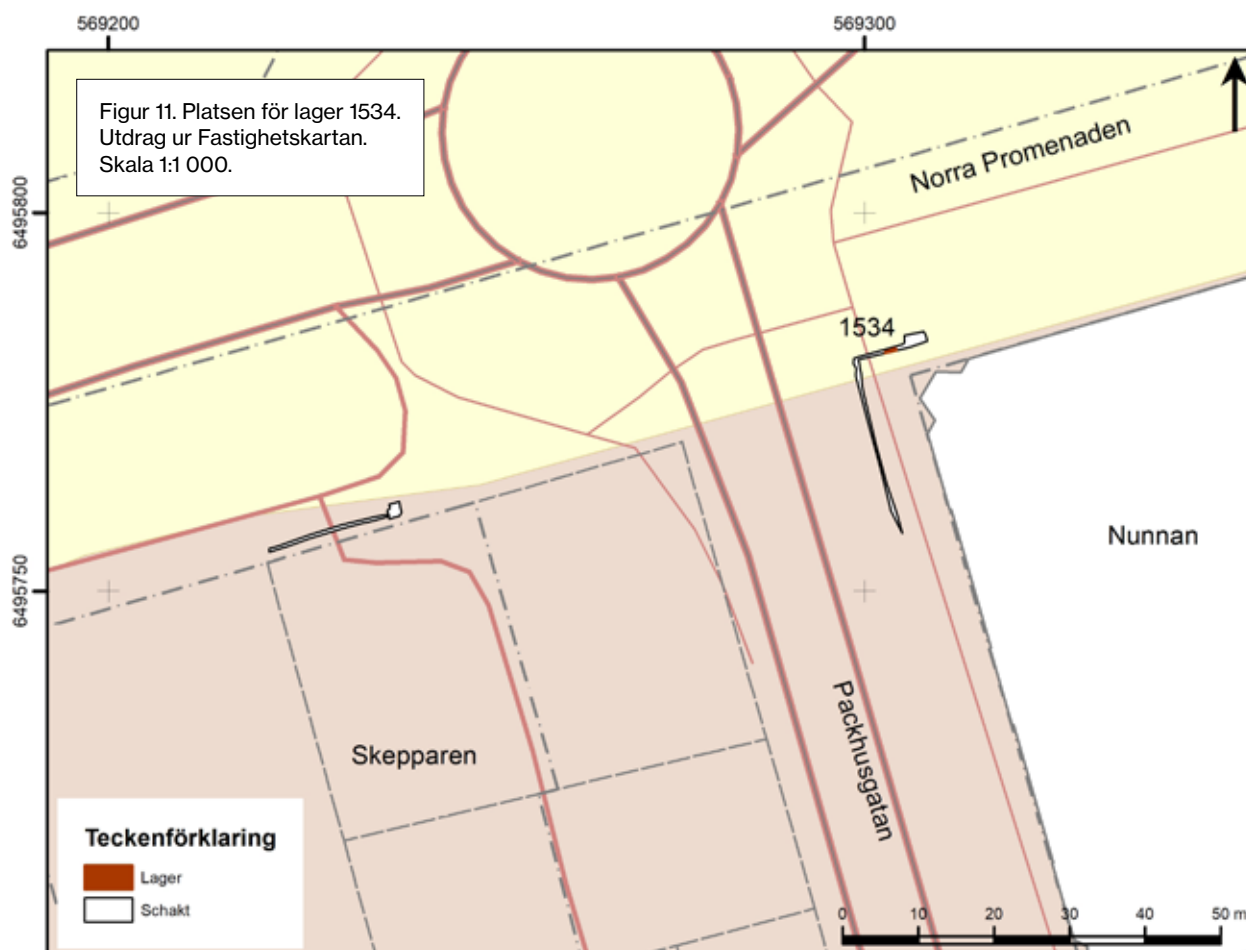 569200
569300
Figur 11. Platsen för lager 1534.
Utdrag ur Fastighetskartan.
Skala 1:1 000.
Norra Promenaden
6495800
1534
Nunnan
6495750
Packhusgatan
Skepparen
Teckenförklaring
Lager
Schakt
0 10 20 30 40 50 m